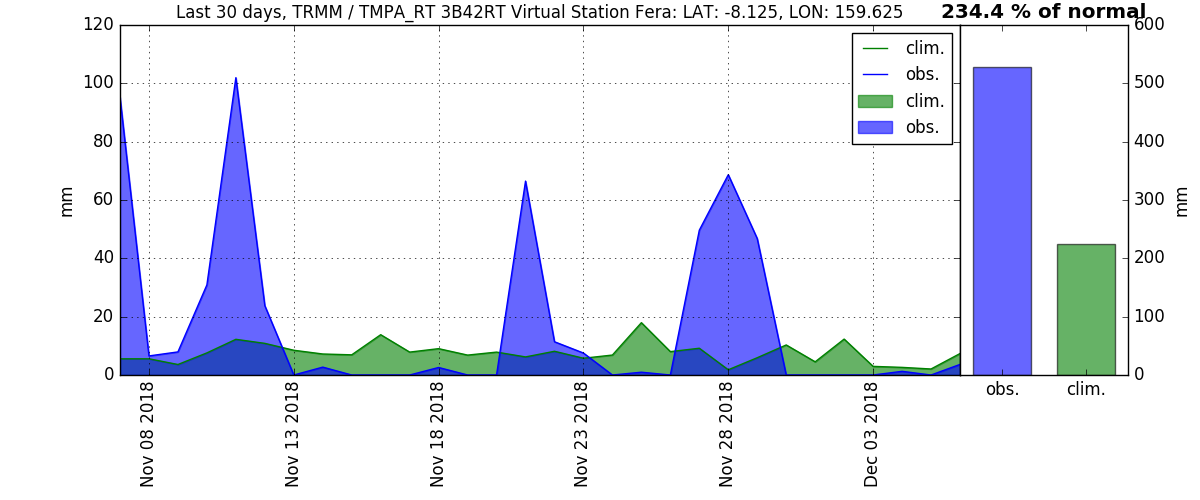 Last 30 days, TRMM / TMPA_RT 3B42RT Virtual Station Fera: LAT: -8.125, LON: 159.625
234.4 % of normal
120
100
80
60
40
20
0
mm
clim.
obs.
clim.
obs.
600
500
400
300
200
100
0
mm
obs.
clim.
Nov 08 2018
Nov 13 2018
Nov 18 2018
Nov 23 2018
Nov 28 2018
Dec 03 2018